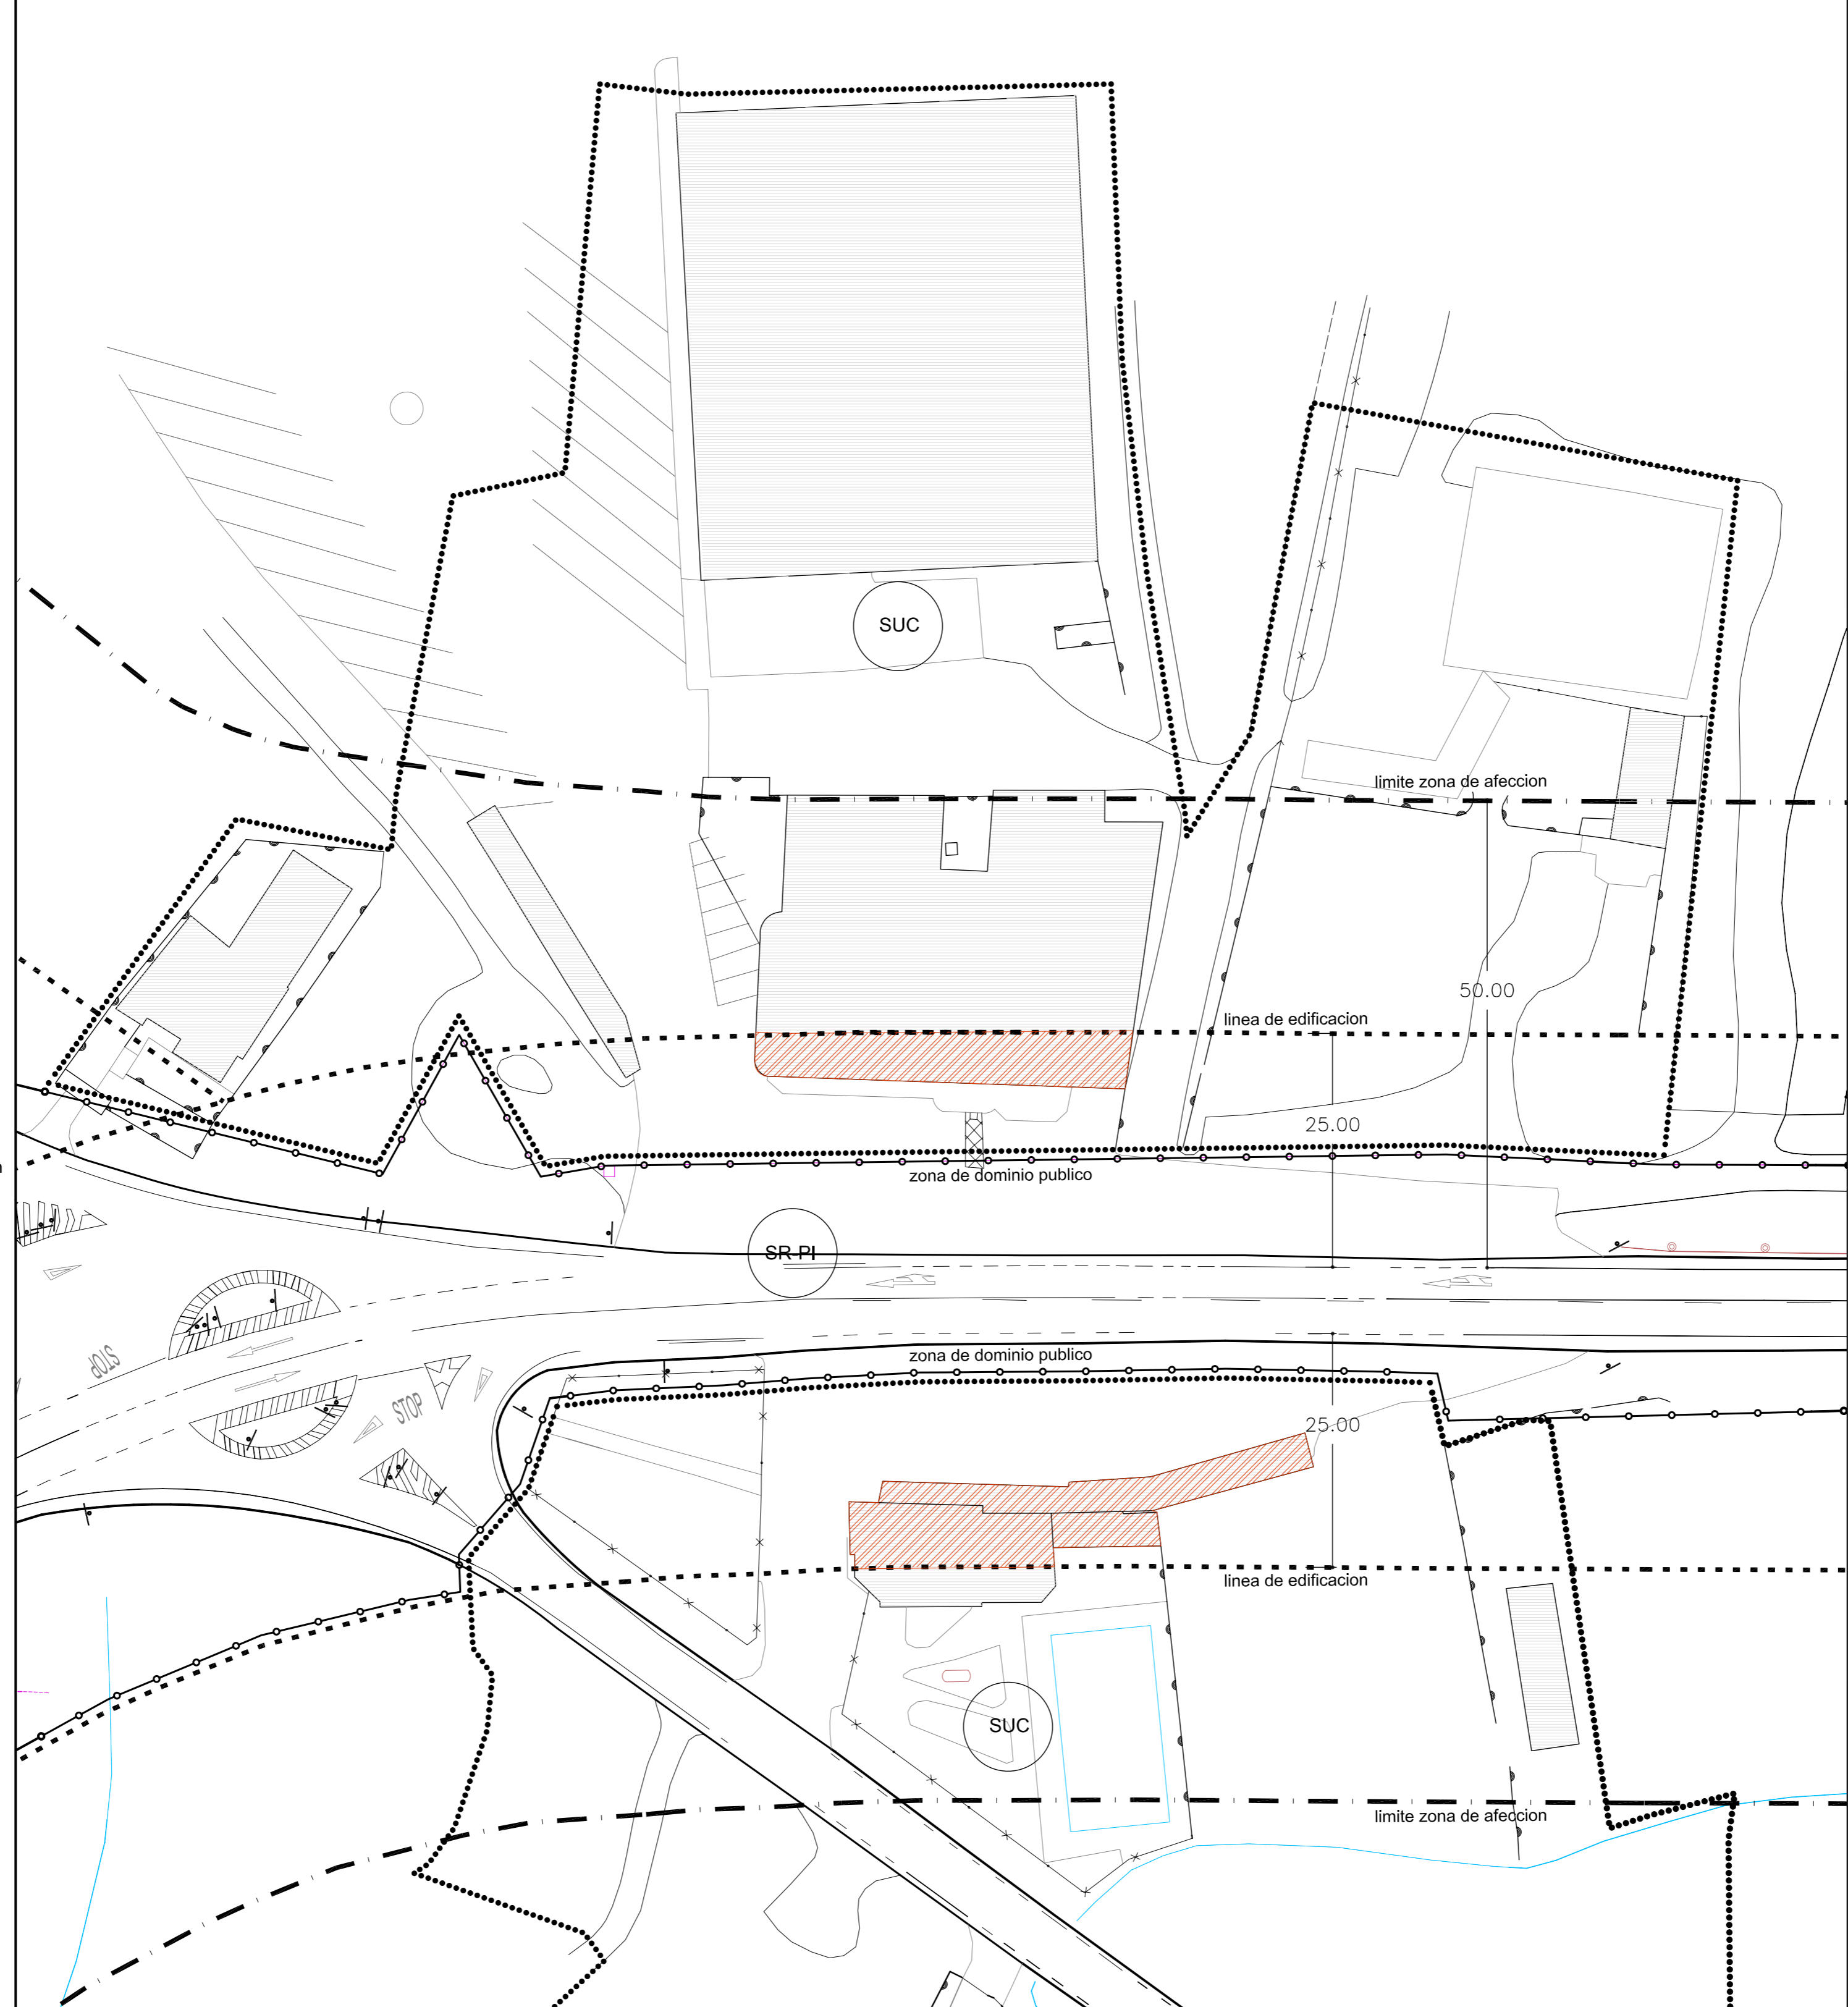 SUC
limite zona de afeccion
50.00
linea de edificacion
25.00
zona de dominio publico
SR-PI
zona de dominio publico
STOP
STOP
25.00
linea de edificacion
SUC
limite zona de afeccion